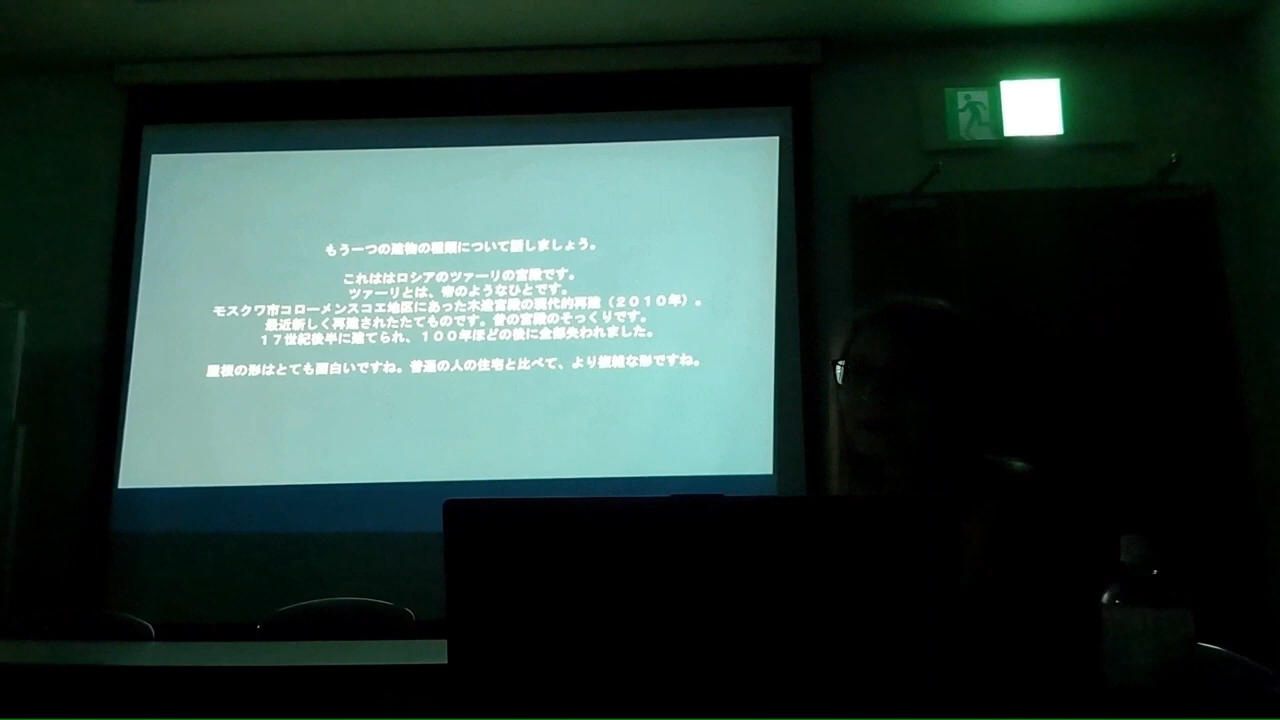 もう一つの建物の種類について話しましょう。
これははロシアのツァーリの宮殿です。
ツァーリとは、帝のようなひとです。
モスクワ市コローメンスコエ地区にあった木造宮殿の現代的再建（２０１０年）。
最近新しく再建されたたてものです。昔の宮殿のそっくりです。
１７世紀後半に建てられ、１００年ほどの後に全部失われました。
屋根の形はとても面白いですね。普通の人の住宅と比べて、より複雑な形ですね。